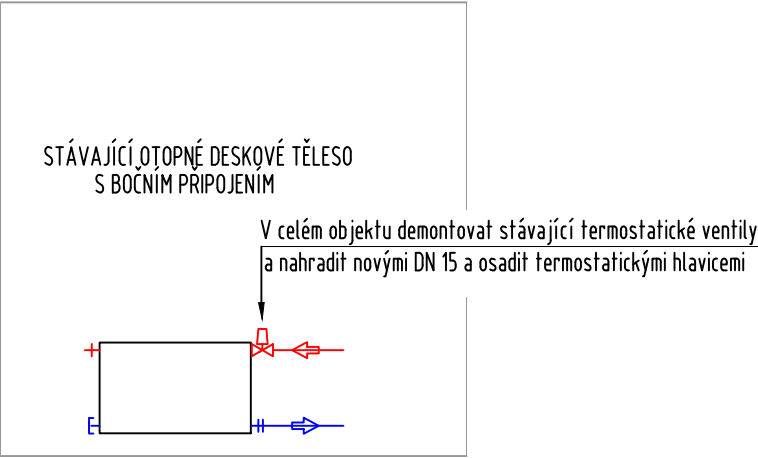 STÁVAJÍCÍ OTOPNÉ DESKOVÉ TĚLESO
S BOČNÍM PŘIPOJENÍM
V celém objektu demontovat stávající termostatické ventily
a nahradit novými DN 15 a osadit termostatickými hlavicemi